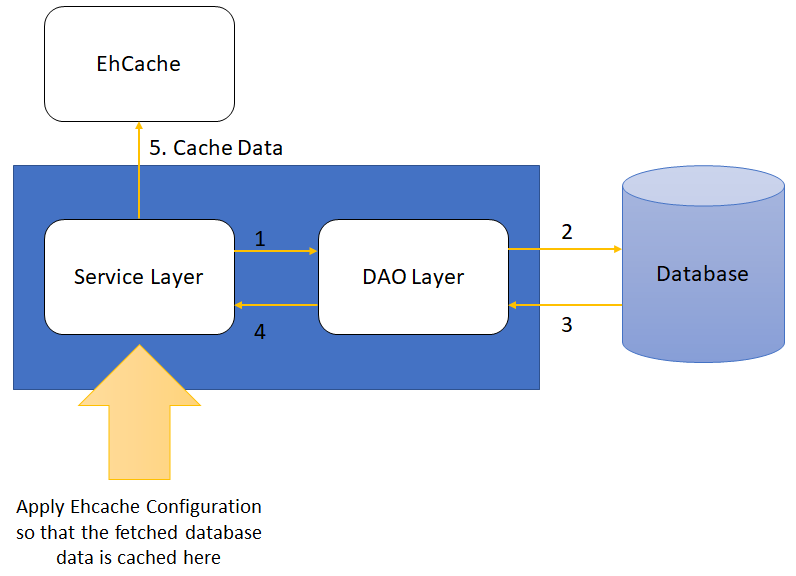 EhCache
5. Cache Data
1
2
Service Layer
DAO Layer
Database
4
3
Apply Ehcache Configuration
so that the fetched database
data is cached here